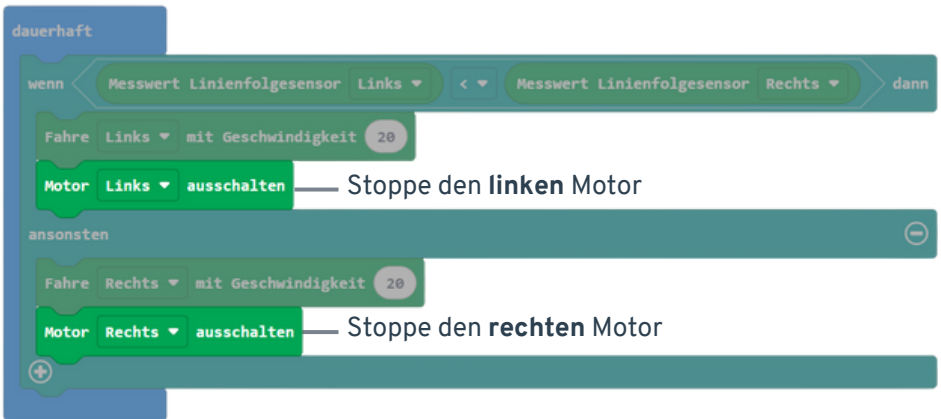 dauerhaft
wenn Messwert Linienfolgesensor Links < Messwert Linienfolgesensor Rechts dann
Fahre Links mit Geschwindigkeit 20
Motor Links ausschalten Stoppe den linken Motor
ansonsten
Fahre Rechts mit Geschwindigkeit 20
Motor Rechts ausschalten Stoppe den rechten Motor